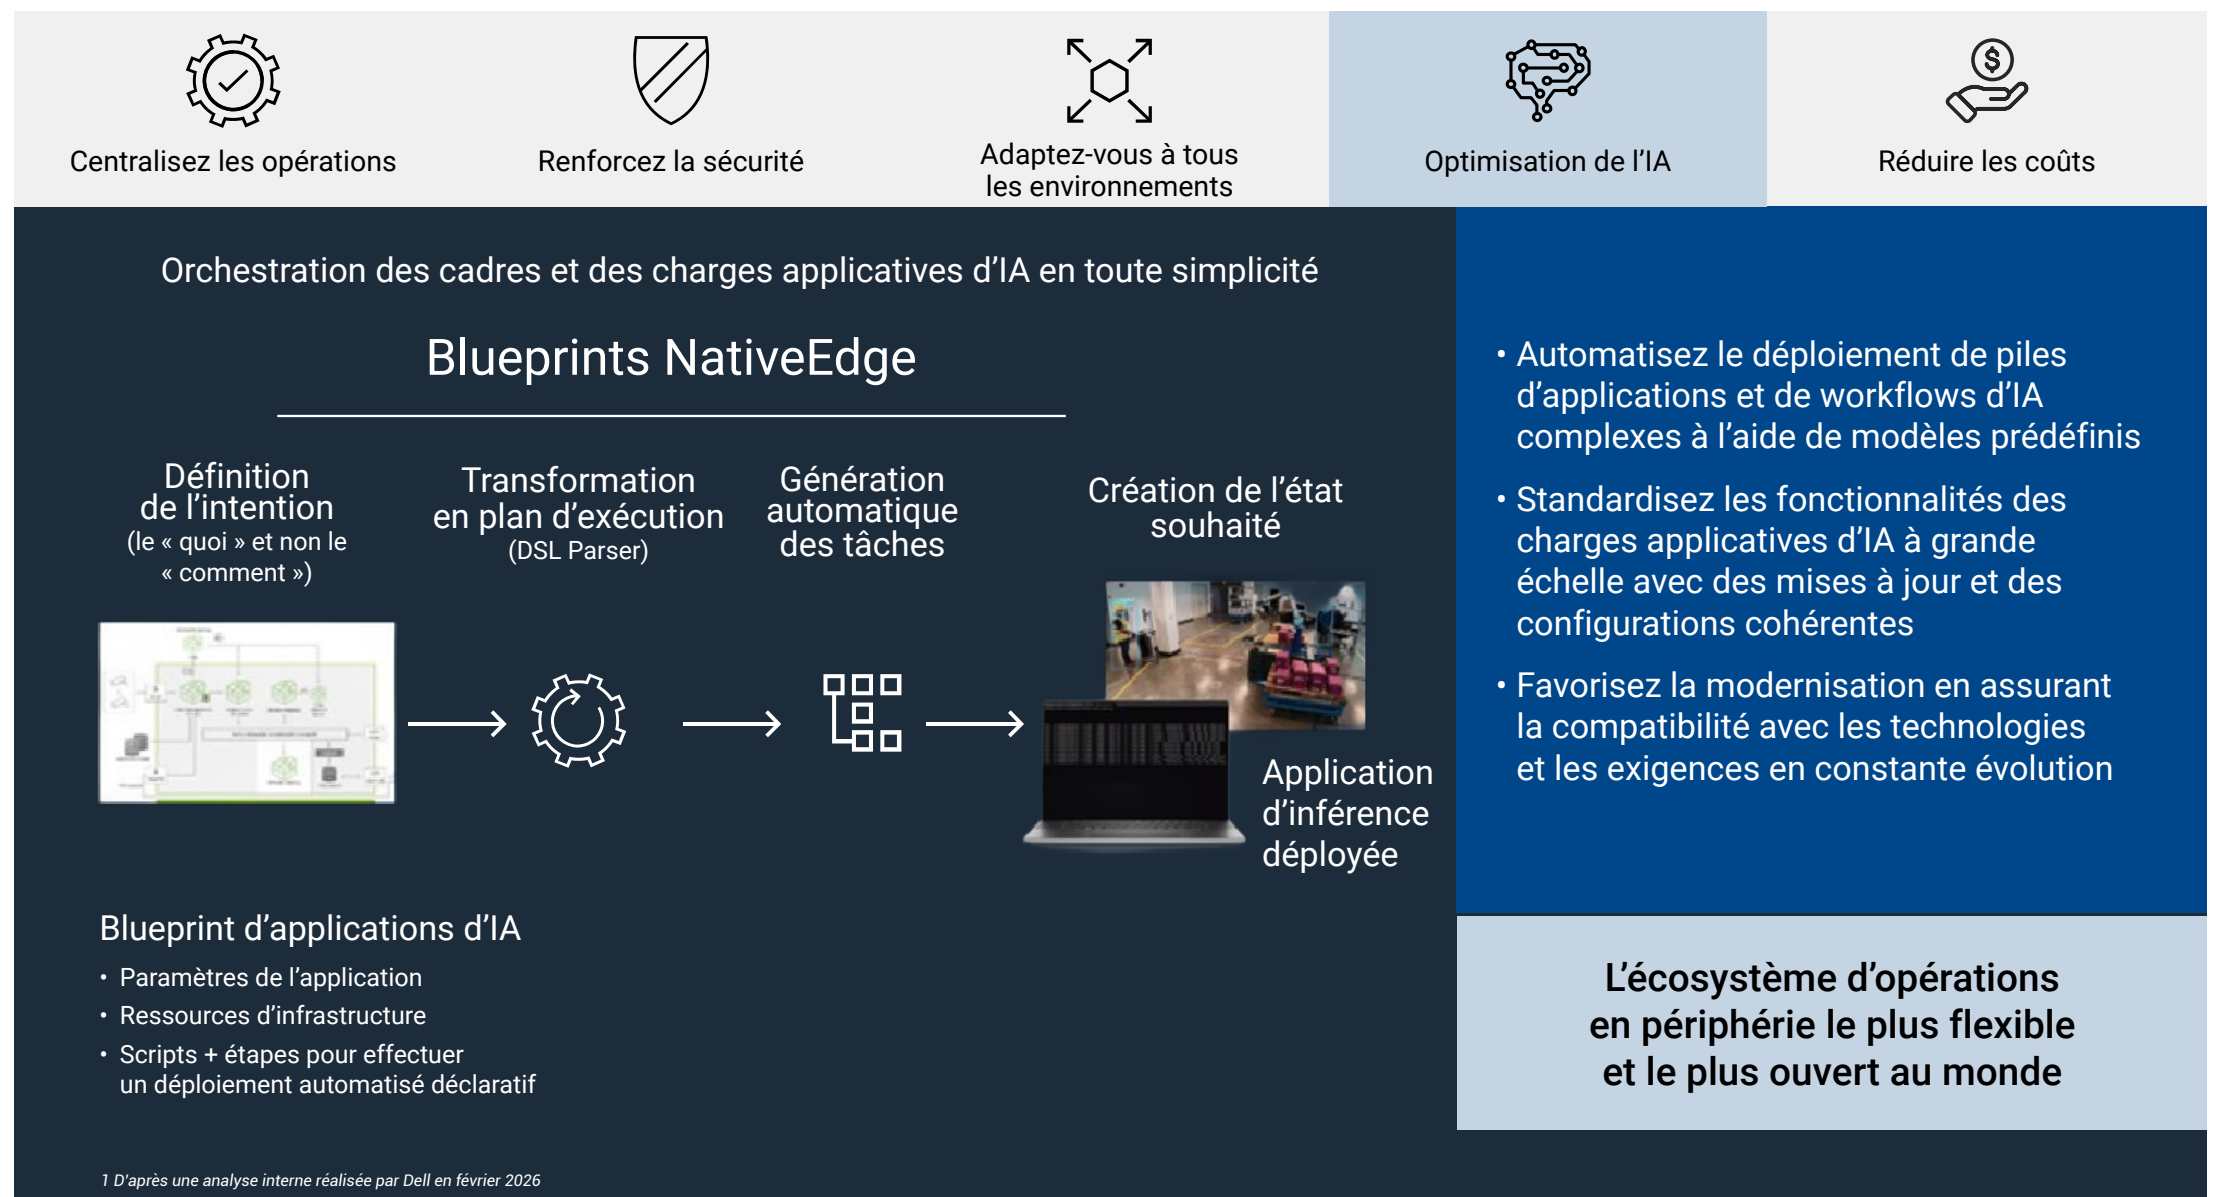 Centralisez les opérations
Renforcez la sécurité
Adaptez-vous à tous
les environnements
Optimisation de l’IA
Réduire les coûts
Orchestration des cadres et des charges applicatives d’IA en toute simplicité
Blueprints NativeEdge
Définition
de l’intention
(le « quoi » et non le
« comment »)
Transformation
en plan d’exécution
(DSL Parser)
Génération
automatique
des tâches
Création de l’état
souhaité
Application
d’inférence
déployée
Blueprint d’applications d’IA
• Paramètres de l’application
• Ressources d’infrastructure
• Scripts + étapes pour effectuer
un déploiement automatisé déclaratif
• Automatisez le déploiement de piles
d’applications et de workflows d’IA
complexes à l’aide de modèles prédéfinis
• Standardisez les fonctionnalités des
charges applicatives d’IA à grande
échelle avec des mises à jour et des
configurations cohérentes
• Favorisez la modernisation en assurant
la compatibilité avec les technologies
et les exigences en constante évolution
L’écosystème d’opérations
en périphérie le plus flexible
et le plus ouvert au monde
1 D’après une analyse interne réalisée par Dell en février 2026